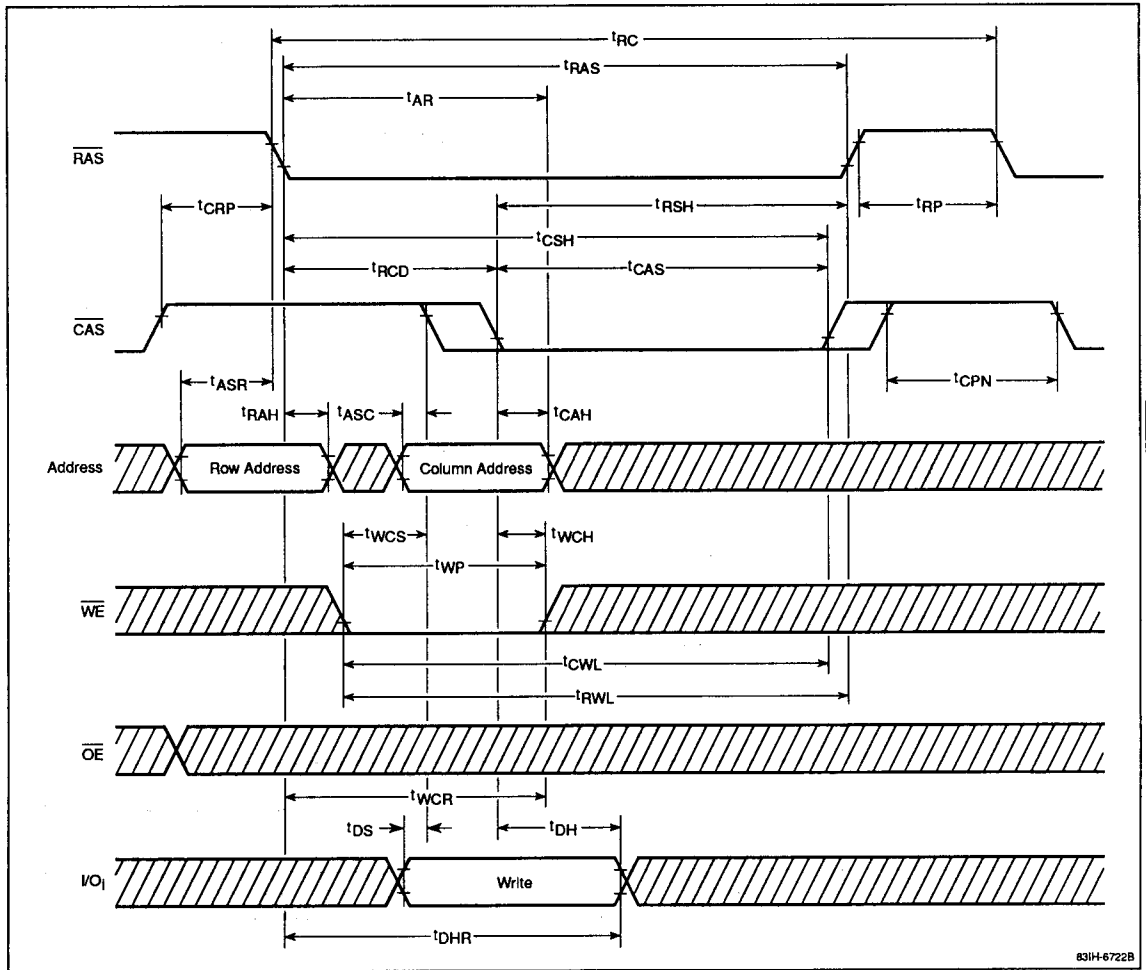 tRC
tRAS
tAR
RAS
tCRP
tRSH
tRP
tCSH
tRCD
tCAS
CAS
tASR
tCPN
tRAH
tASC
tCAH
Address
Row Address
Column Address
tWCS
tWCH
tWP
WE
tCWL
tRWL
OE
tWCR
tDS
tDH
I/OI
Write
tDHR
83IH-6722B